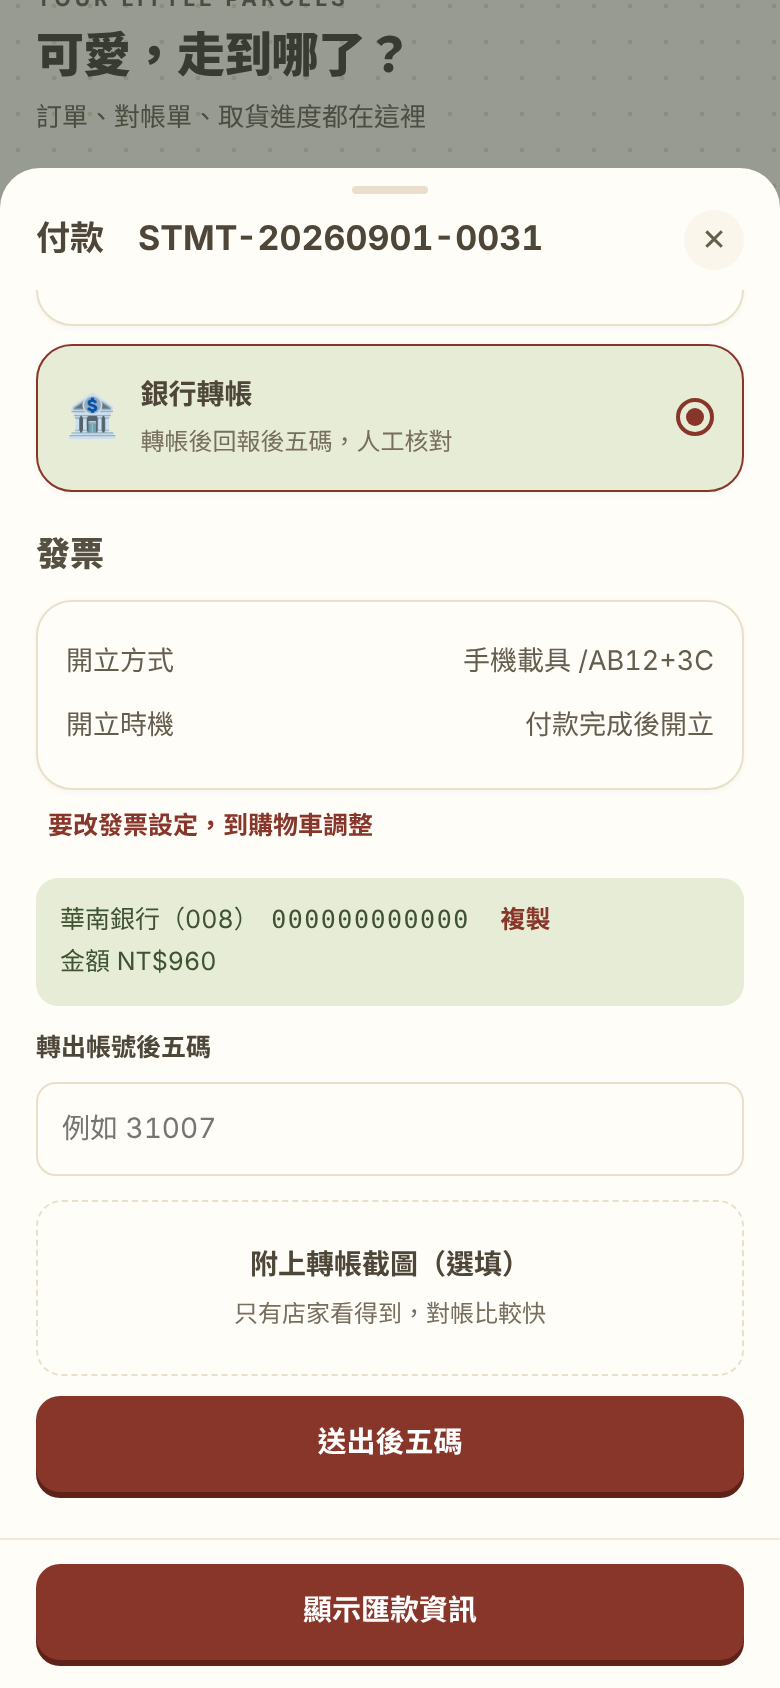 YOUR LITTLE PARCELS
可愛，走到哪了？
訂單、對帳單、取貨進度都在這裡
付款 STMT-20260901-0031
銀行轉帳
轉帳後回報後五碼，人工核對
發票
開立方式 手機載具 /AB12+3C
開立時機 付款完成後開立
要改發票設定，到購物車調整
華南銀行（008） 000000000000 複製
金額 NT$960
轉出帳號後五碼
例如 31007
附上轉帳截圖（選填）
只有店家看得到，對帳比較快
送出後五碼
顯示匯款資訊